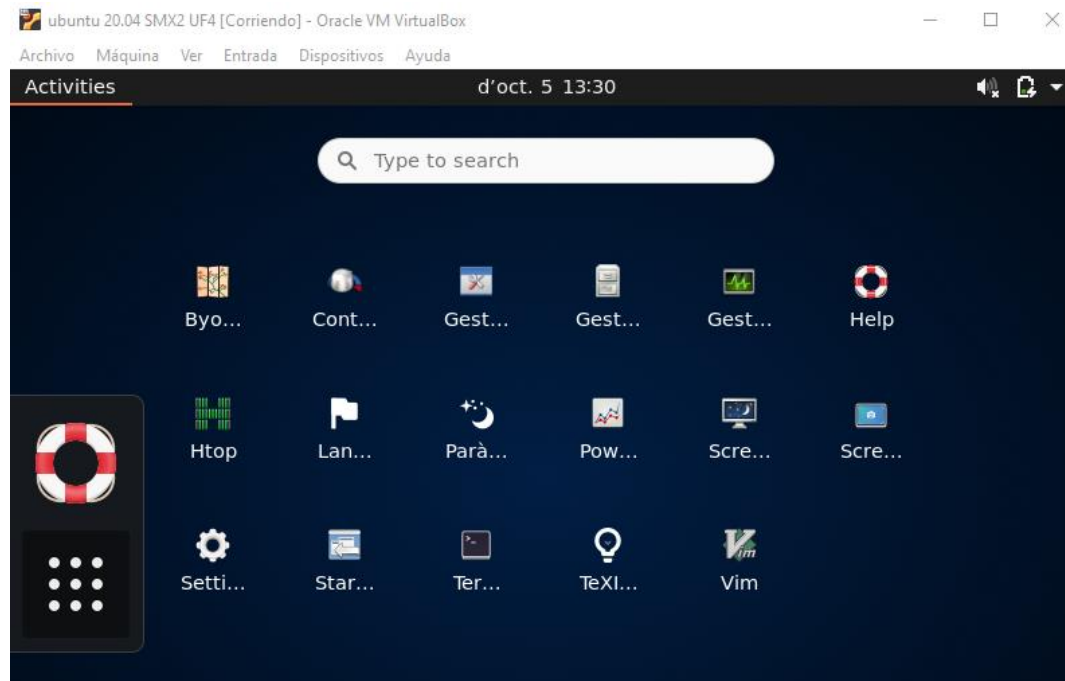 ubuntu 20.04 SMX2 UF4 [Corriendo] - Oracle VM VirtualBox
Archivo Máquina Ver Entrada Dispositivos Ayuda
Activities d’oct. 5 13:30
Type to search
Byo… Cont… Gest… Gest… Gest… Help
Htop Lan… Parà… Pow… Scre… Scre…
Setti… Star… Ter… TeXI… Vim